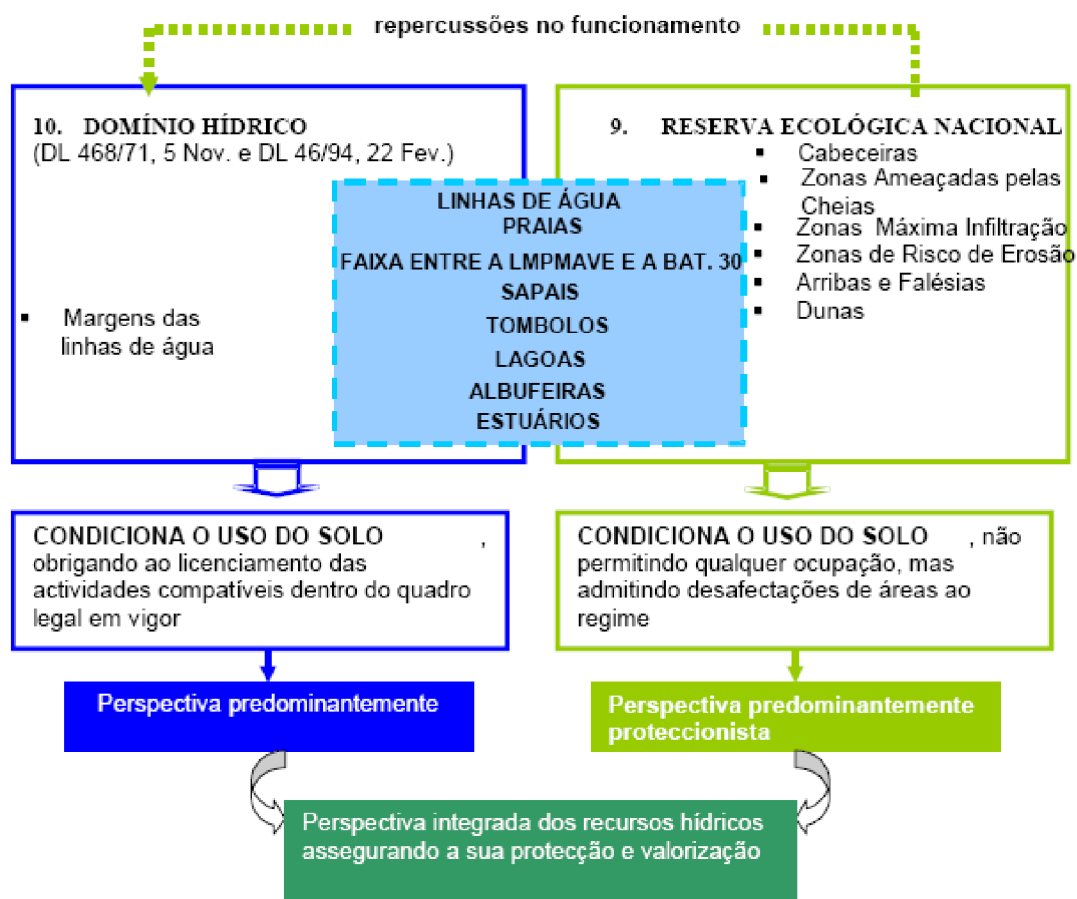 repercussões no funcionamento
10. DOMÍNIO HÍDRICO
(DL 468/71, 5 Nov. e DL 46/94, 22 Fev.)
▪ Margens das
linhas de água
LINHAS DE ÁGUA
PRAIAS
FAIXA ENTRE A LMPMAVE E A BAT. 30
SAPAIS
TOMBOLOS
LAGOAS
ALBUFEIRAS
ESTUÁRIOS
9. RESERVA ECOLÓGICA NACIONAL
▪ Cabeceiras
▪ Zonas Ameaçadas pelas
Cheias
▪ Zonas Máxima Infiltração
▪ Zonas de Risco de Erosão
▪ Arribas e Falésias
▪ Dunas
CONDICIONA O USO DO SOLO ,
obrigando ao licenciamento das
actividades compatíveis dentro do quadro
legal em vigor
CONDICIONA O USO DO SOLO , não
permitindo qualquer ocupação, mas
admitindo desafectações de áreas ao
regime
Perspectiva predominantemente
Perspectiva predominantemente
proteccionista
Perspectiva integrada dos recursos hídricos
assegurando a sua protecção e valorização